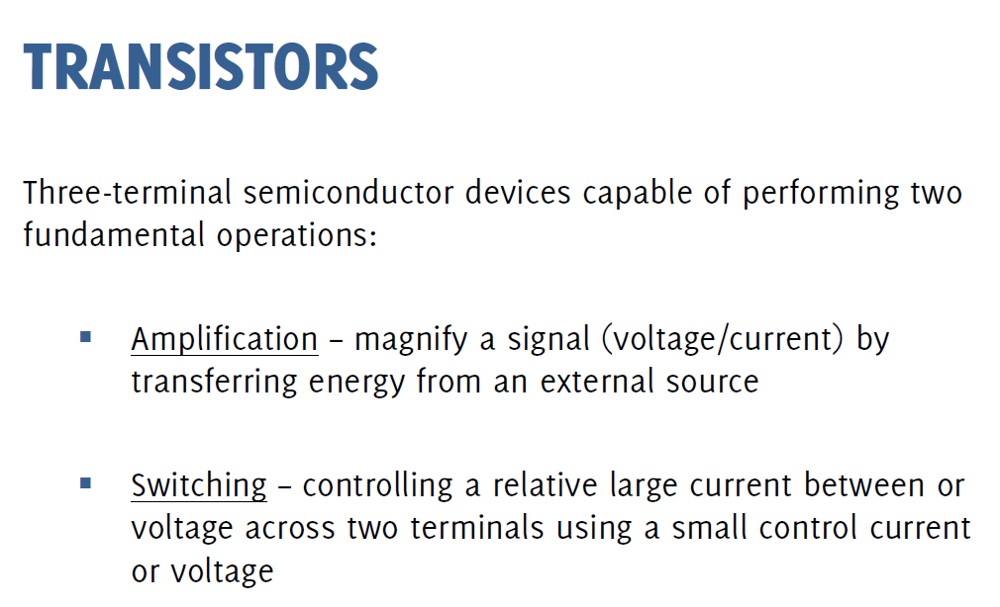 TRANSISTORS
Three-terminal semiconductor devices capable of performing two
fundamental operations:
▪ Amplification – magnify a signal (voltage/current) by
transferring energy from an external source
▪ Switching – controlling a relative large current between or
voltage across two terminals using a small control current
or voltage